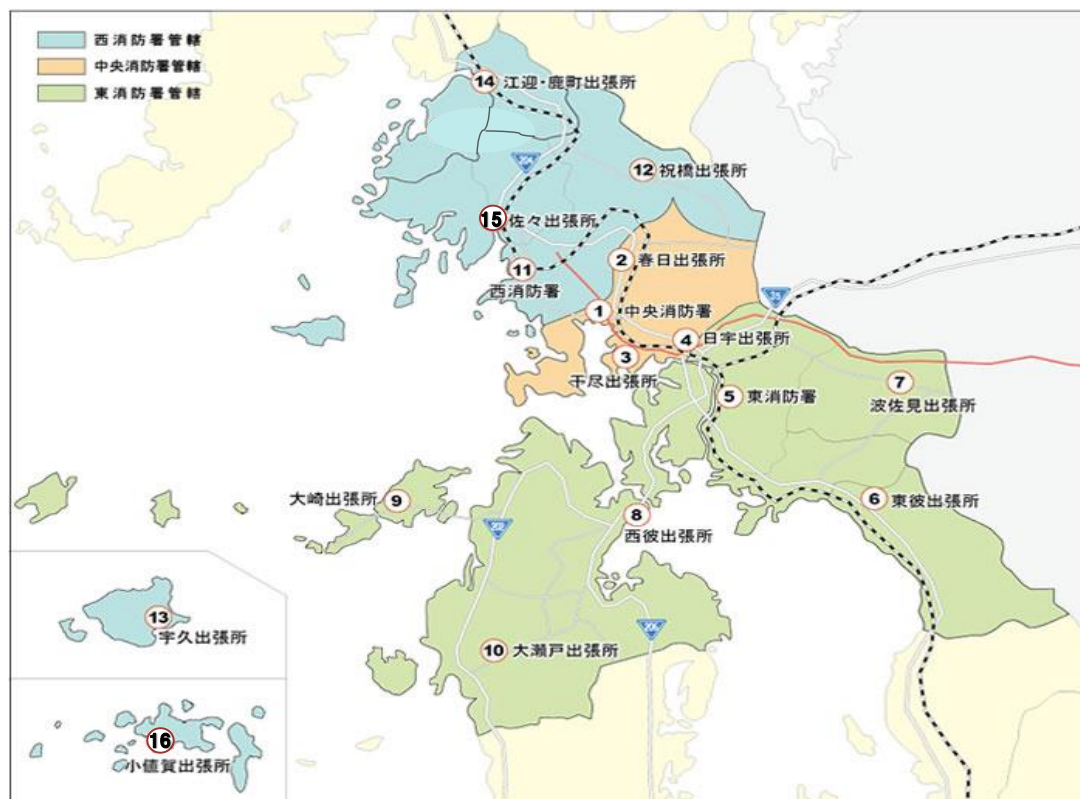 西消防署管轄
中央消防署管轄
東消防署管轄
14 江迎・鹿町出張所
204
12 祝橋出張所
15 佐々出張所
2 春日出張所
11
西消防署
35
1 中央消防署
4 日宇出張所
3
干尽出張所
7
波佐見出張所
5 東消防署
大崎出張所 9
6 東彼出張所
8
西彼出張所
202
206
13
宇久出張所
10 大瀬戸出張所
16
小値賀出張所